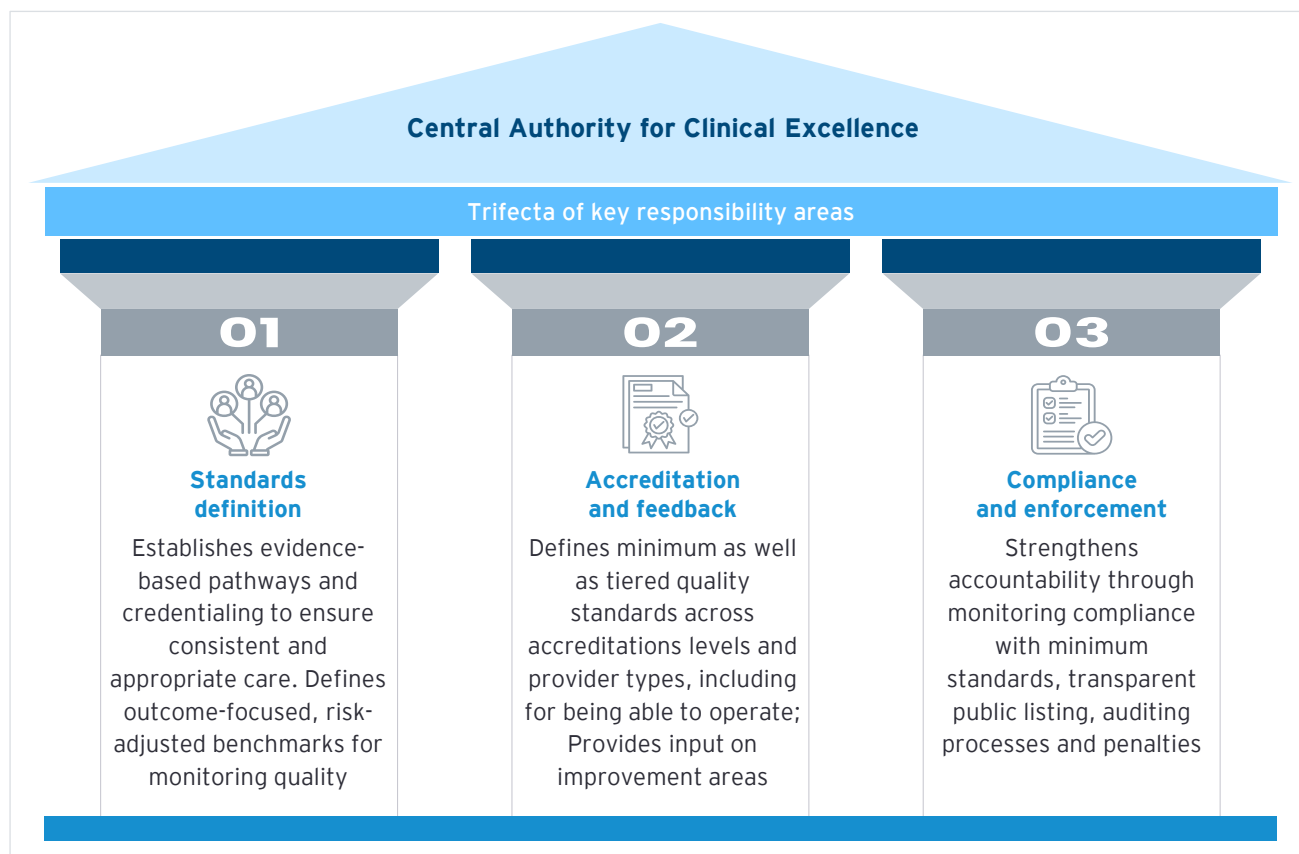 Central Authority for Clinical Excellence
Trifecta of key responsibility areas
01
Standards
definition
Establishes evidence-
based pathways and
credentialing to ensure
consistent and
appropriate care. Defines
outcome-focused, risk-
adjusted benchmarks for
monitoring quality
02
Accreditation
and feedback
Defines minimum as well
as tiered quality
standards across
accreditations levels and
provider types, including
for being able to operate;
Provides input on
improvement areas
03
Compliance
and enforcement
Strengthens
accountability through
monitoring compliance
with minimum
standards, transparent
public listing, auditing
processes and penalties